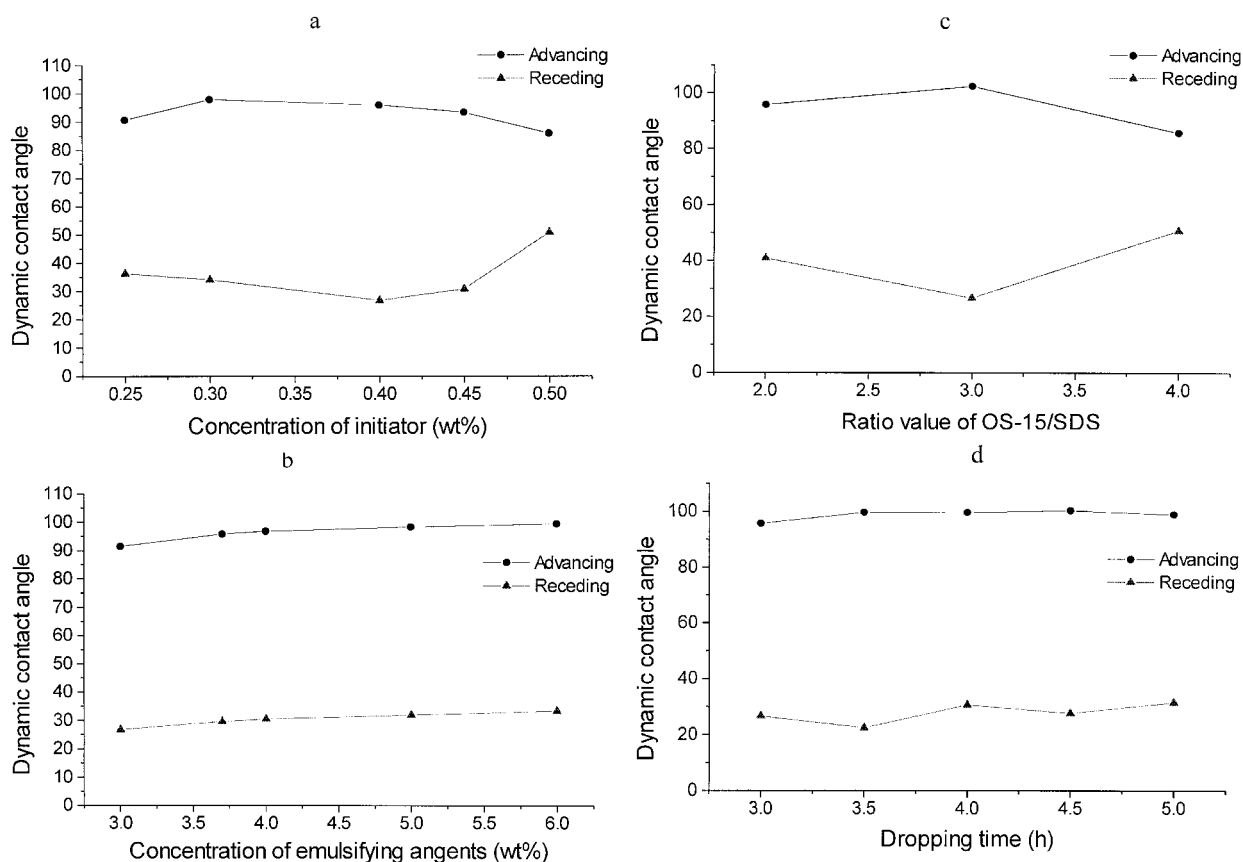 a
Advancing
Receding
110
100
90
80
70
60
50
40
30
20
10
0
Dynamic contact angle
0.25 0.30 0.35 0.40 0.45 0.50
Concentration of initiator (wt%)
c
Advancing
Receding
100
80
60
40
20
0
Dynamic contact angle
2.0 2.5 3.0 3.5 4.0
Ratio value of OS-15/SDS
b
110
100
90
80
70
60
50
40
30
20
10
0
Dynamic contact angle
Advancing
Receding
3.0 3.5 4.0 4.5 5.0 5.5 6.0
Concentration of emulsifying angents (wt%)
d
100
80
60
40
20
0
Dynamic contact angle
Advancing
Receding
3.0 3.5 4.0 4.5 5.0
Dropping time (h)